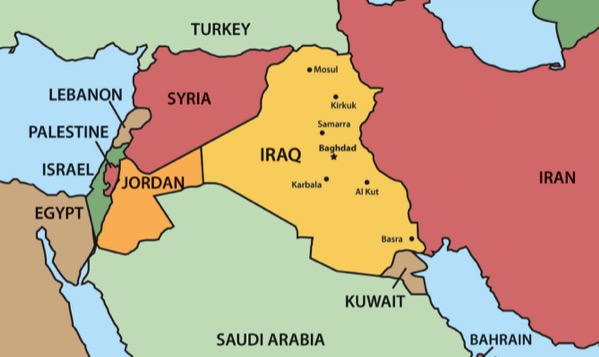 TURKEY
Mosul
LEBANON
SYRIA
Kirkuk
Samarra
PALESTINE
Baghdad
IRAQ
ISRAEL
JORDAN
Karbala
Al Kut
IRAN
EGYPT
Basra
KUWAIT
SAUDI ARABIA
BAHRAIN